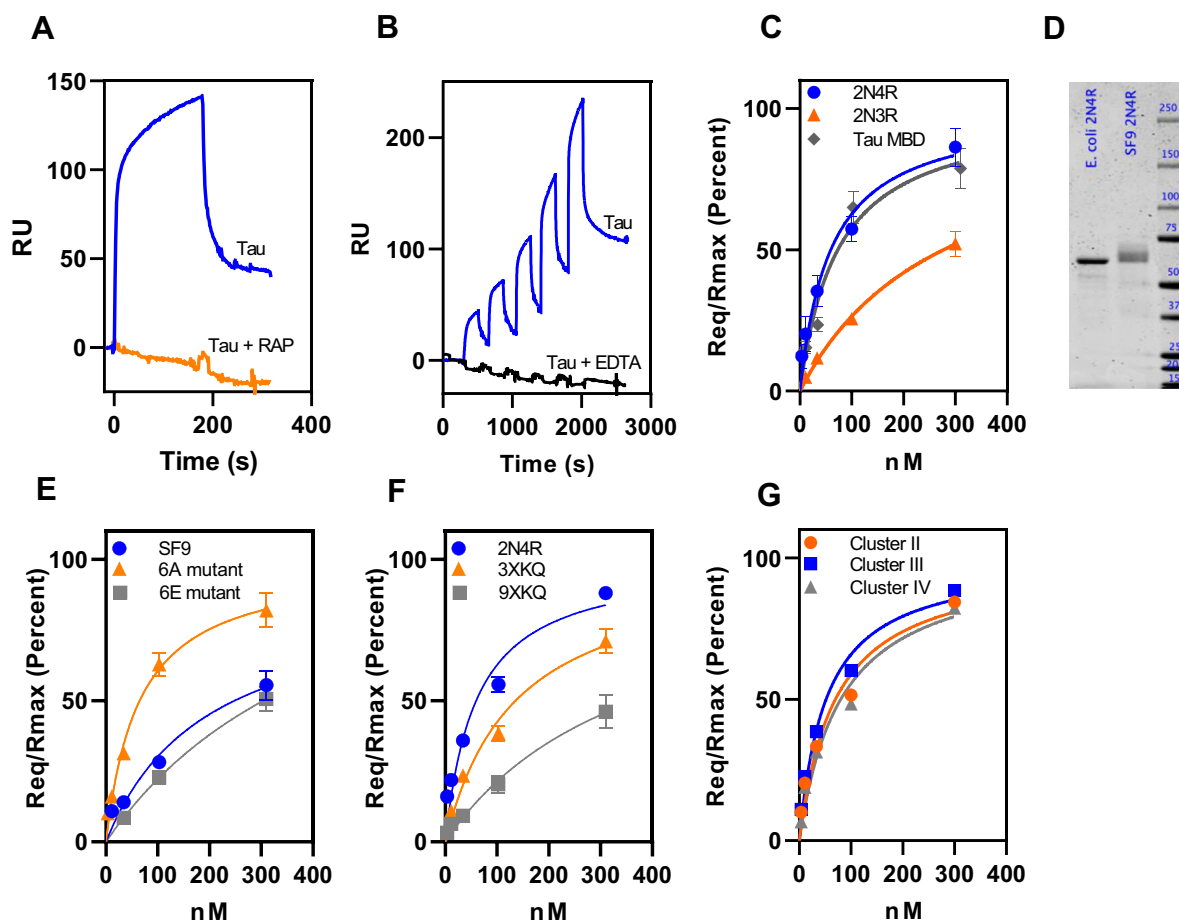 A
150
100
50
0
RU
Tau
Tau + RAP
0
200
400
Time (s)
B
200
100
0
RU
Tau
Tau + EDTA
0
1000
2000
3000
Time (s)
C
2N4R
2N3R
Tau MBD
100
50
0
Req/Rmax (Percent)
0
100
200
300
400
nM
D
E. coli 2N4R
SF9 2N4R
250
150
100
75
50
37
25
20
15
E
SF9
6A mutant
6E mutant
100
50
0
Req/Rmax (Percent)
0
100
200
300
400
nM
F
2N4R
3XKQ
9XKQ
100
50
0
Req/Rmax (Percent)
0
100
200
300
400
nM
G
Cluster II
Cluster III
Cluster IV
100
50
0
Req/Rmax (Percent)
0
100
200
300
400
nM